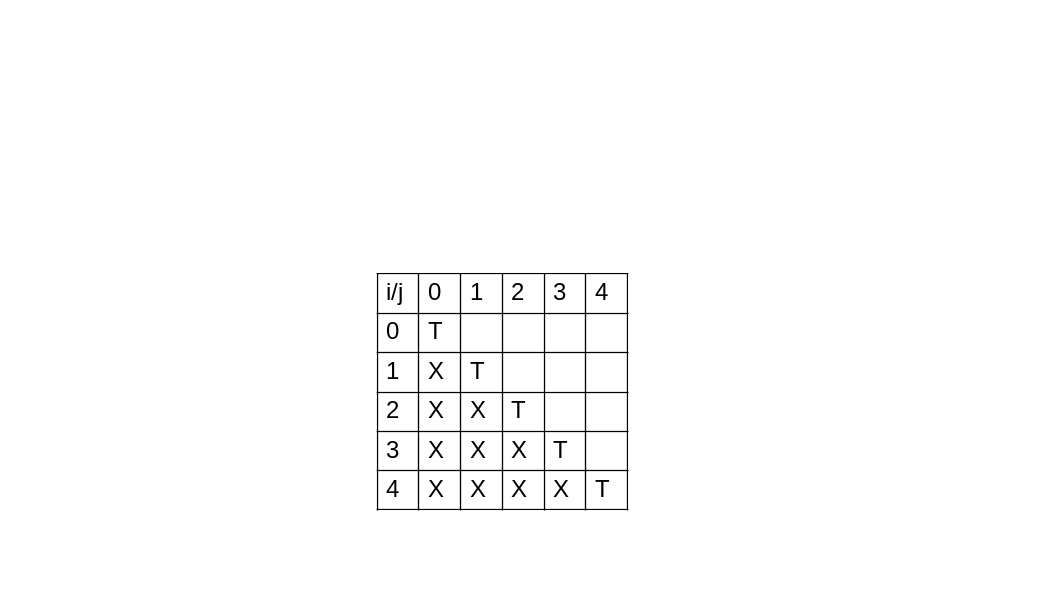 i/j 0 1 2 3 4
0 T
1 X T
2 X X T
3 X X X T
4 X X X X T